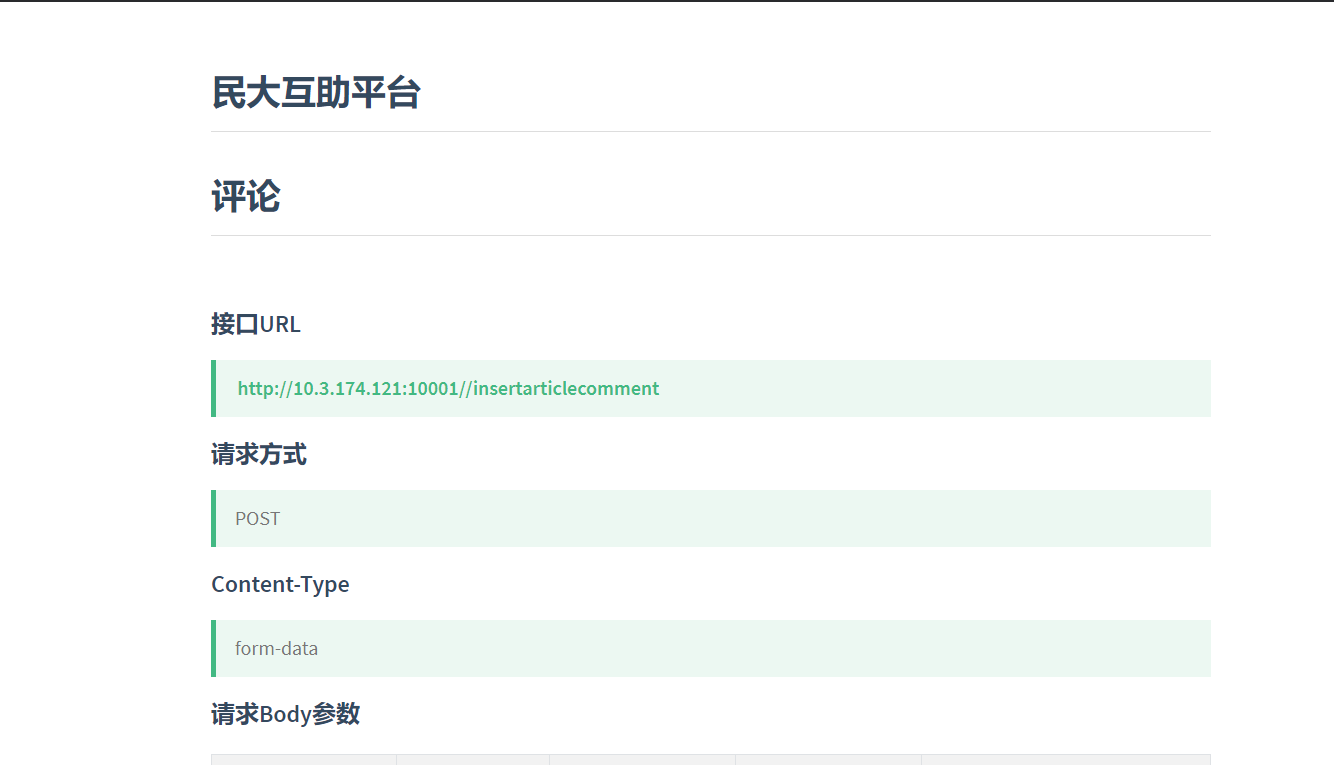 民大互助平台
评论
接口URL
http://10.3.174.121:10001//insertarticlecomment
请求方式
POST
Content-Type
form-data
请求Body参数